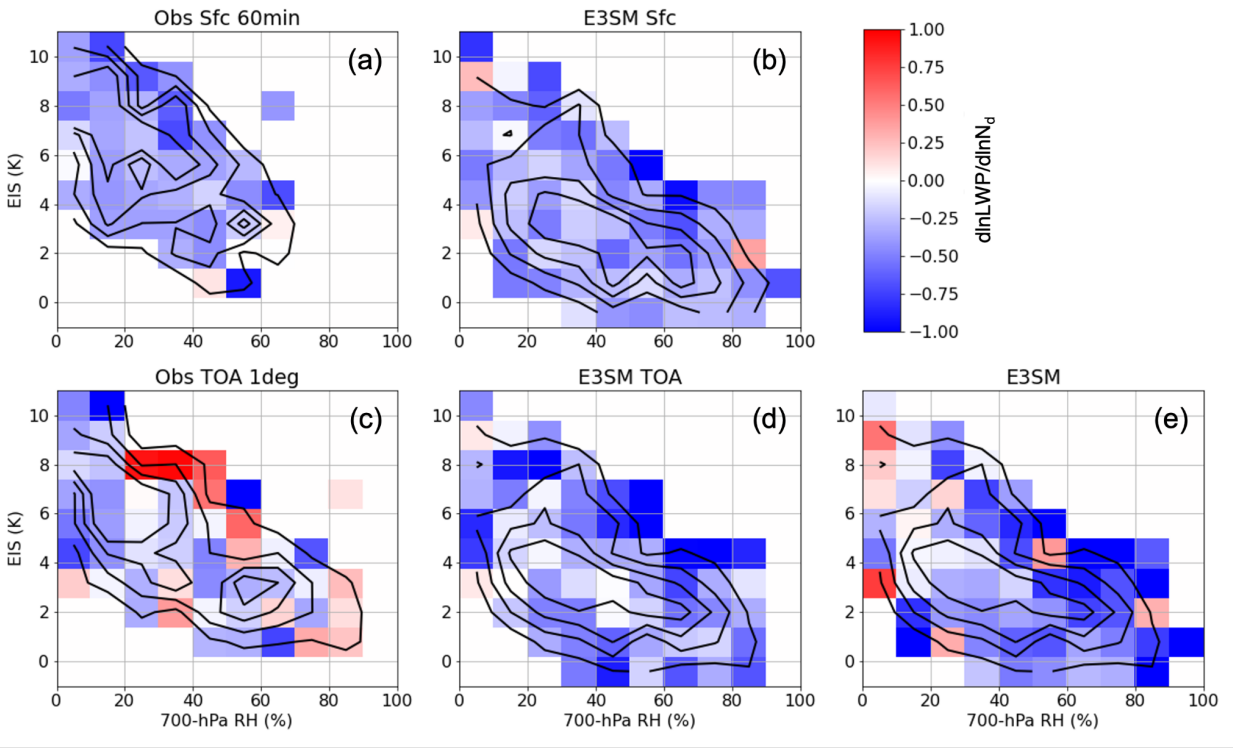 Obs Sfc 60min
E3SM Sfc
(a)
(b)
EIS (K)
10
8
6
4
2
0
0 20 40 60 80 100
10
8
6
4
2
0
0 20 40 60 80 100
1.00
0.75
0.50
0.25
0.00
−0.25
−0.50
−0.75
−1.00
dlnLWP/dlnNd
Obs TOA 1deg
E3SM TOA
E3SM
(c)
(d)
(e)
EIS (K)
10
8
6
4
2
0
0 20 40 60 80 100
700-hPa RH (%)
10
8
6
4
2
0
0 20 40 60 80 100
700-hPa RH (%)
10
8
6
4
2
0
0 20 40 60 80 100
700-hPa RH (%)